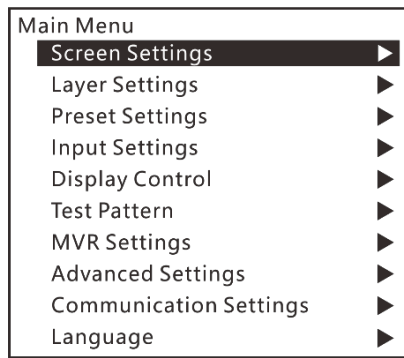 Main Menu
Screen Settings
Layer Settings
Preset Settings
Input Settings
Display Control
Test Pattern
MVR Settings
Advanced Settings
Communication Settings
Language